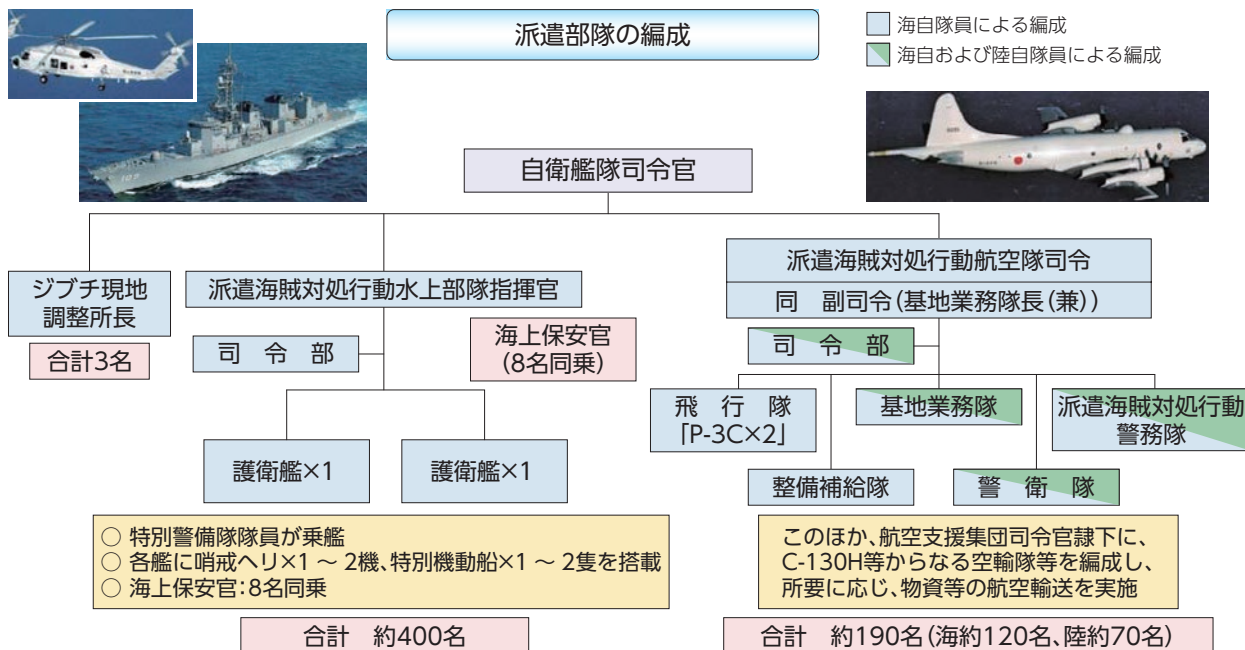 派遣部隊の編成
海自隊員による編成
海自および陸自隊員による編成
自衛艦隊司令官
ジブチ現地
調整所長
合計3名
派遣海賊対処行動水上部隊指揮官
司 令 部
海上保安官
(8名同乗)
護衛艦×1
護衛艦×1
○ 特別警備隊隊員が乗艦
○ 各艦に哨戒ヘリ×1 ～ 2機、特別機動船×1 ～ 2隻を搭載
○ 海上保安官：8名同乗
合計 約400名
派遣海賊対処行動航空隊司令
同 副司令(基地業務隊長(兼))
司 令 部
飛 行 隊
「P-3C×2」
基地業務隊
派遣海賊対処行動
警務隊
整備補給隊
警 衛 隊
このほか、航空支援集団司令官隷下に、
C-130H等からなる空輸隊等を編成し、
所要に応じ、物資等の航空輸送を実施
合計 約190名(海約120名、陸約70名)